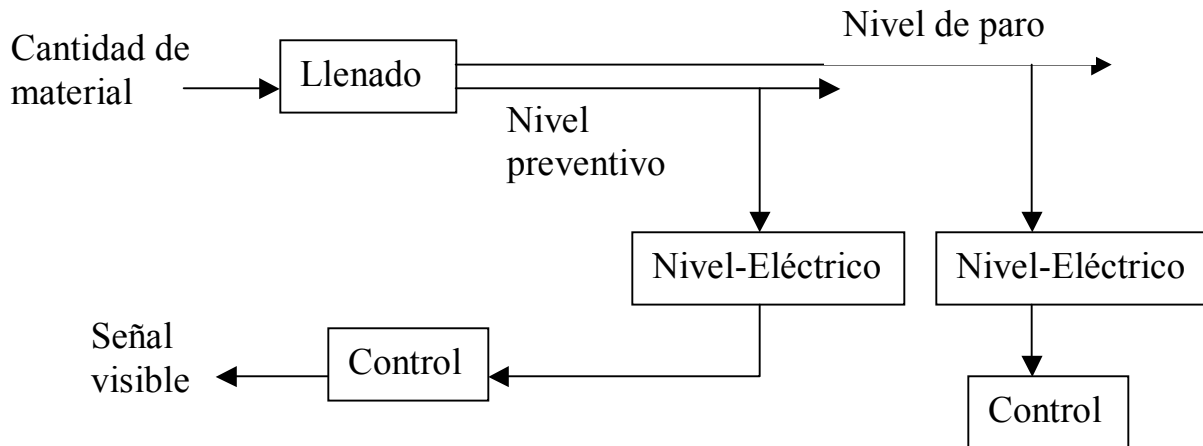 Cantidad de
material
Llenado
Nivel de paro
Nivel
preventivo
Nivel-Eléctrico
Nivel-Eléctrico
Señal
visible
Control
Control